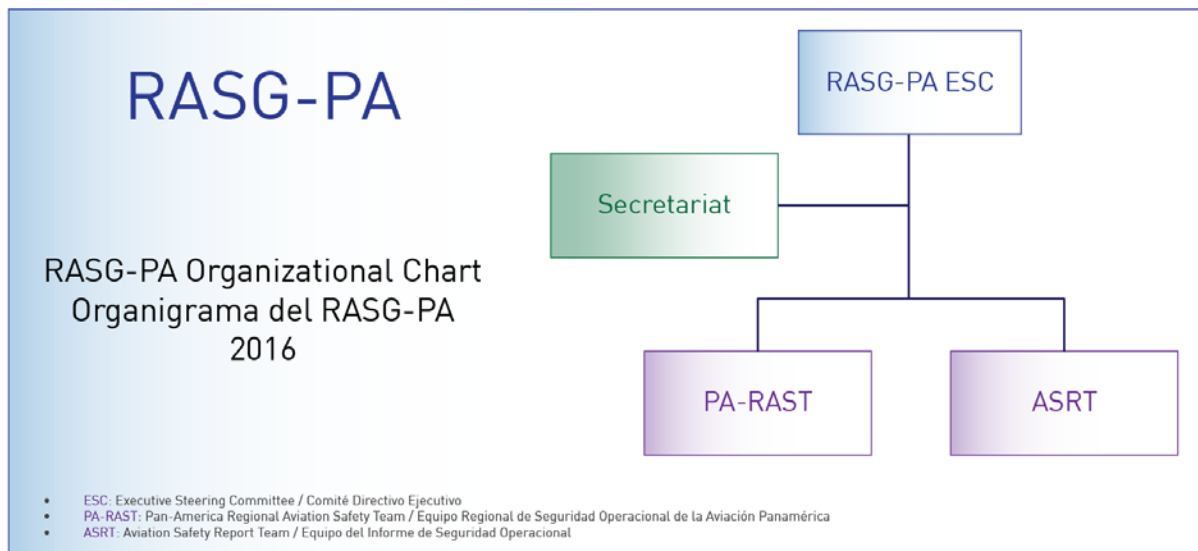 RASG-PA
RASG-PA Organizational Chart
Organigrama del RASG-PA
2016
RASG-PA ESC
Secretariat
PA-RAST
ASRT
• ESC: Executive Steering Committee / Comité Directivo Ejecutivo
• PA-RAST: Pan-America Regional Aviation Safety Team / Equipo Regional de Seguridad Operacional de la Aviación Panamérica
• ASRT: Aviation Safety Report Team / Equipo del Informe de Seguridad Operacional